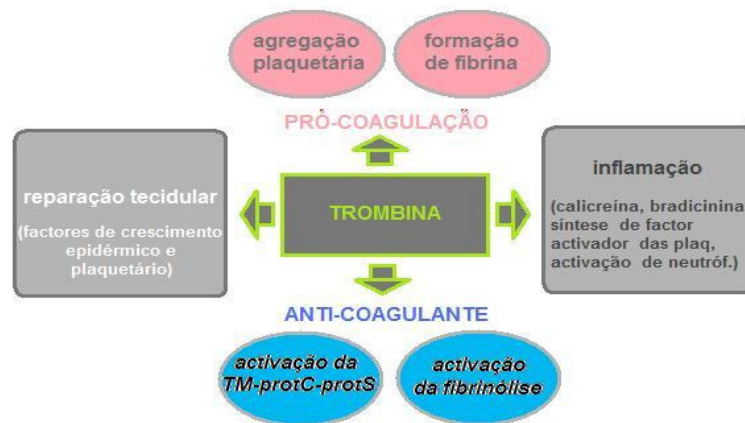 agregação
plaquetária
formação
de fibrina
PRÓ-COAGULAÇÃO
reparação tecidular
(factores de crescimento
epidérmico e
plaquetário)
TROMBINA
inflamação
(calicreína, bradicinina
síntese de factor
activador das plaq,
activação de neutróf.)
ANTI-COAGULANTE
activação da
TM-protC-protS
activação
da fibrinólise